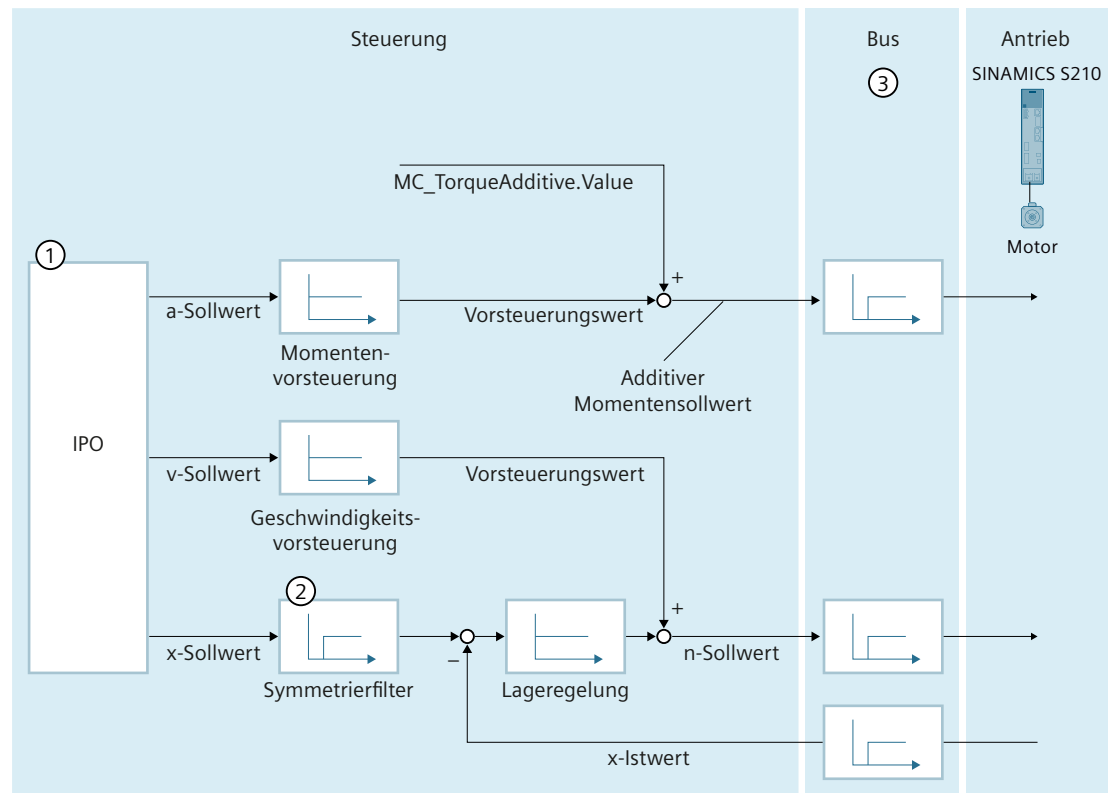 Steuerung
Bus
Antrieb
3
SINAMICS S210
MC_TorqueAdditive.Value
Motor
1
+
a-Sollwert
Vorsteuerungswert
Momenten-
vorsteuerung
Additiver
Momentensollwert
IPO
v-Sollwert
Vorsteuerungswert
Geschwindigkeits-
vorsteuerung
2
+
x-Sollwert
–
n-Sollwert
Symmetrierfilter
Lageregelung
x-Istwert